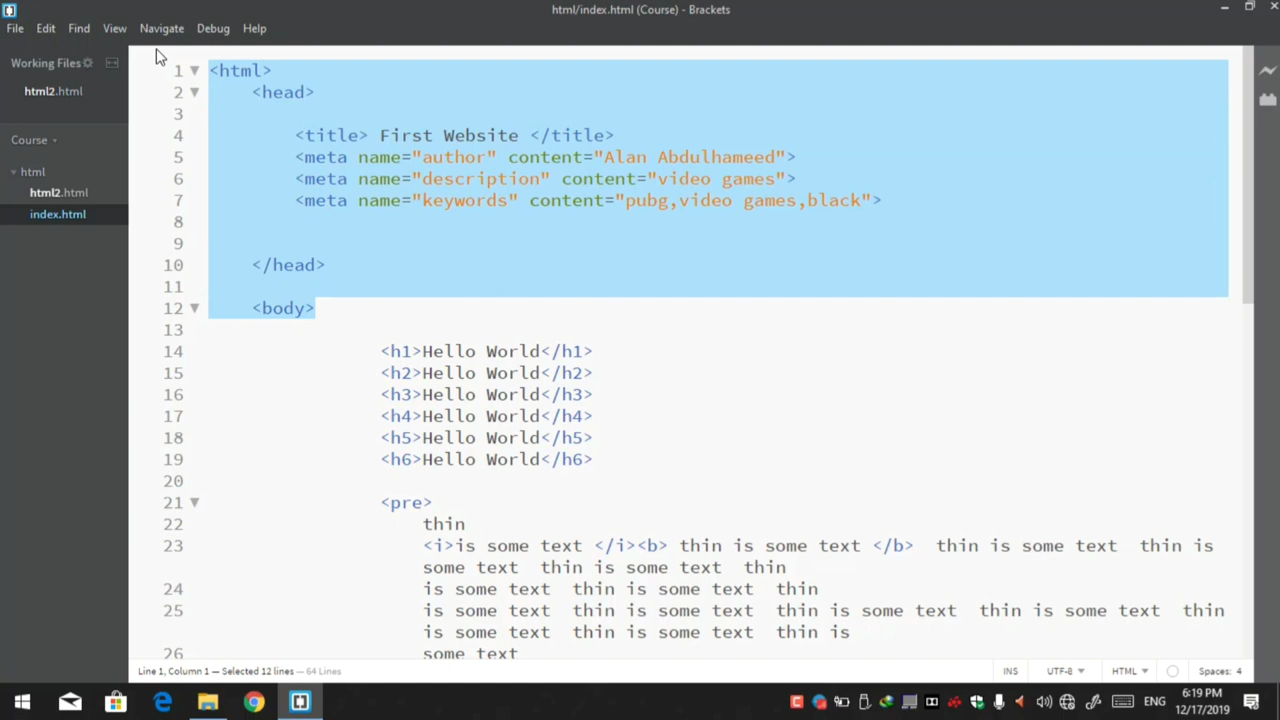 html/index.html (Course) - Brackets
File Edit Find View Navigate Debug Help
Working Files
html2.html
Course
html
html2.html
index.html
1 <html>
2 <head>
3
4 <title> First Website </title>
5 <meta name="author" content="Alan Abdulhameed">
6 <meta name="description" content="video games">
7 <meta name="keywords" content="pubg,video games,black">
8
9
10 </head>
11
12 <body>
13
14 <h1>Hello World</h1>
15 <h2>Hello World</h2>
16 <h3>Hello World</h3>
17 <h4>Hello World</h4>
18 <h5>Hello World</h5>
19 <h6>Hello World</h6>
20
21 <pre>
22 thin
23 <i>is some text </i><b> thin is some text </b>  thin is some text  thin is
some text  thin is some text  thin
24 is some text  thin is some text  thin
25 is some text  thin is some text  thin is some text  thin is some text  thin
is some text  thin is some text  thin is
26 some text
Line 1, Column 1 — Selected 12 lines — 64 Lines
INS UTF-8 HTML Spaces: 4
ENG
6:19 PM
12/17/2019